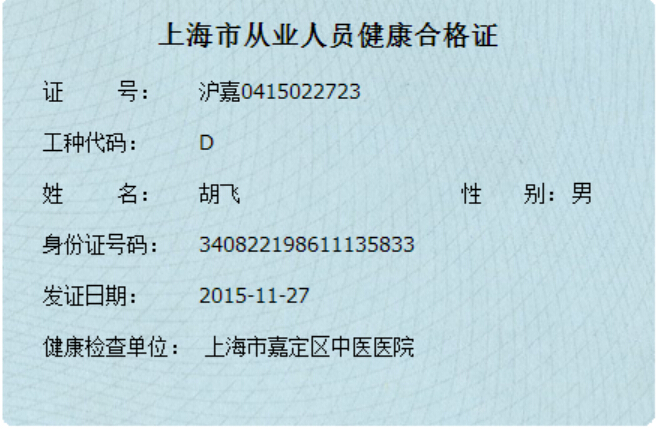 上海市从业人员健康合格证
证 号： 沪嘉0415022723
工种代码： D
姓 名： 胡飞 性 别：男
身份证号码： 340822198611135833
发证日期： 2015-11-27
健康检查单位： 上海市嘉定区中医医院